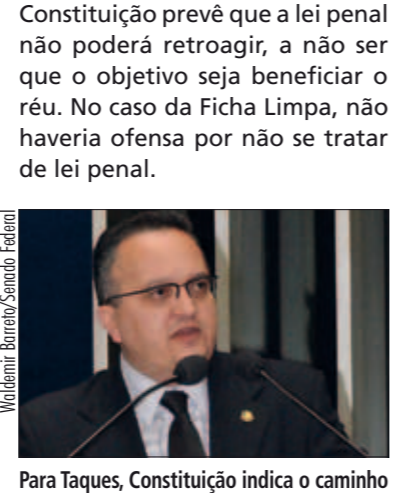 Constituição prevê que a lei penal
não poderá retroagir, a não ser
que o objetivo seja beneficiar o
réu. No caso da Ficha Limpa, não
haveria ofensa por não se tratar
de lei penal.
Waldemir Barreto/Senado Federal
Para Taques, Constituição indica o caminho